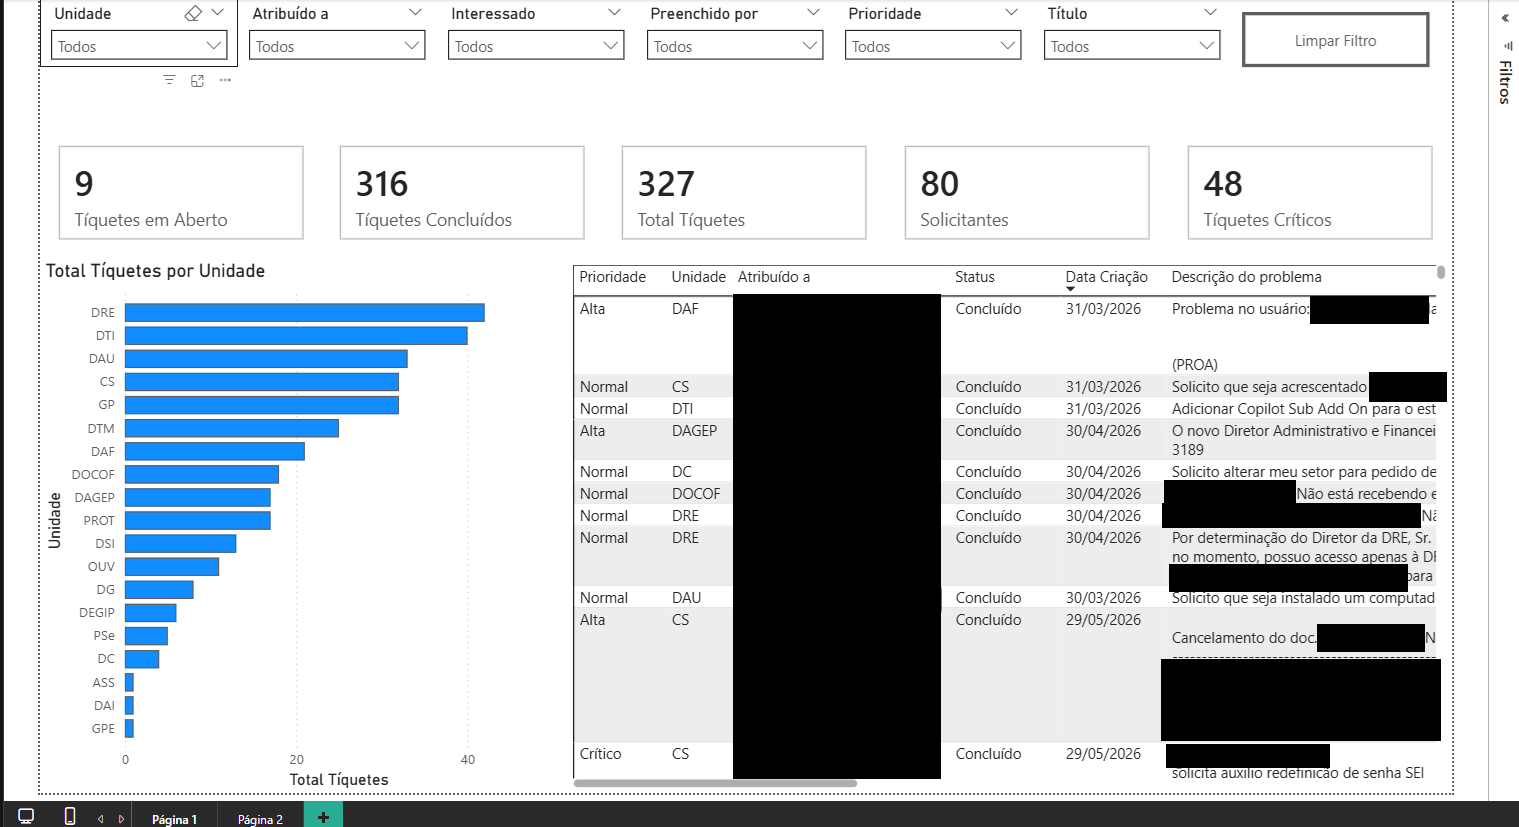 Unidade Atribuído a Interessado Preenchido por Prioridade Título
Todos Todos Todos Todos Todos Todos Limpar Filtro
Filtros
9 316 327 80 48
Tíquetes em Aberto Tíquetes Concluídos Total Tíquetes Solicitantes Tíquetes Críticos
Total Tíquetes por Unidade
DRE
DTI
DAU
CS
GP
DTM
DAF
DOCOF
DAGEP
PROT
DSI
OUV
DG
DEGIP
PSe
DC
ASS
DAI
GPE
Unidade
0 20 40
Total Tíquetes
Prioridade Unidade Atribuído a Status Data Criação Descrição do problema
Alta DAF Concluído 31/03/2026 Problema no usuário:
(PROA)
Normal CS Concluído 31/03/2026 Solicito que seja acrescentado
Normal DTI Concluído 31/03/2026 Adicionar Copilot Sub Add On para o est
Alta DAGEP Concluído 30/04/2026 O novo Diretor Administrativo e Financei
3189
Normal DC Concluído 30/04/2026 Solicito alterar meu setor para pedido de
Normal DOCOF Concluído 30/04/2026 Não está recebendo e
Normal DRE Concluído 30/04/2026 Nã
Normal DRE Concluído 30/04/2026 Por determinação do Diretor da DRE, Sr.
no momento, possuo acesso apenas à DR
para
Normal DAU Concluído 30/03/2026 Solicito que seja instalado um computad
Alta CS Concluído 29/05/2026
Cancelamento do doc. N
Crítico CS Concluído 29/05/2026
solicita auxílio redefinição de senha SEI
Página 1 Página 2 +